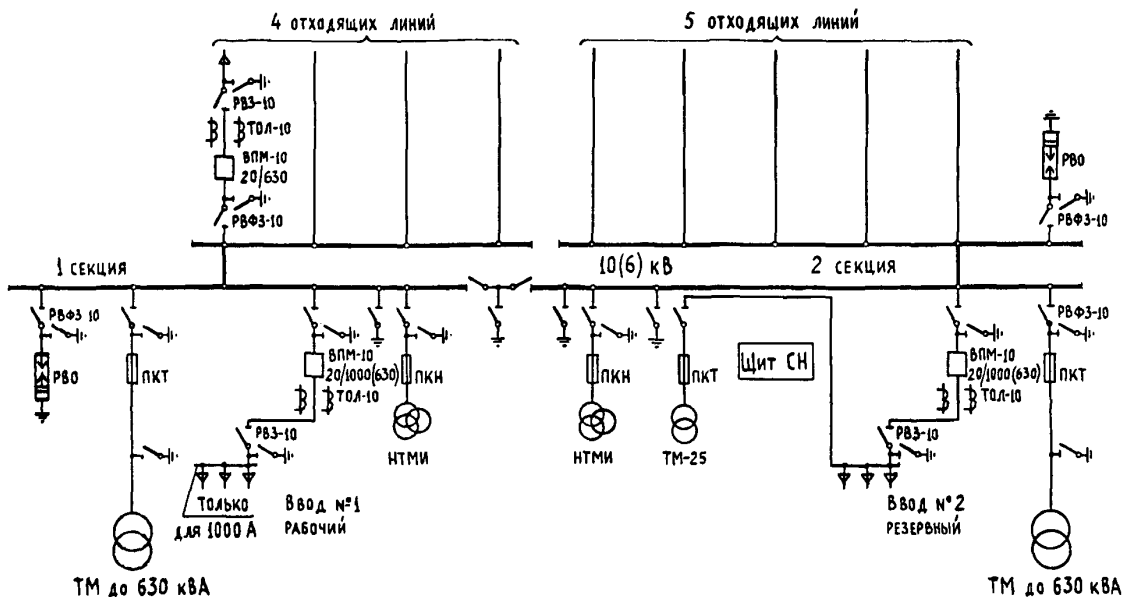 4 отходящих линий
5 отходящих линий
РВЗ-10
ТОЛ-10
ВПМ-10
20/630
РВФЗ-10
РВО
РВФЗ-10
1 секция
10(6) кВ
2 секция
РВФЗ 10
РВО
ПКТ
ВПМ-10
20/1000(630)
ТОЛ-10
РВЗ-10
ПКН
НТМИ
ПКН
НТМИ
ПКТ
ТМ-25
Щит СН
ВПМ-10
20/1000(630)
ТОЛ-10
РВЗ-10
РВФЗ-10
ПКТ
только
для 1000 А
Ввод №1
рабочий
Ввод №2
резервный
ТМ до 630 кВА
ТМ до 630 кВА